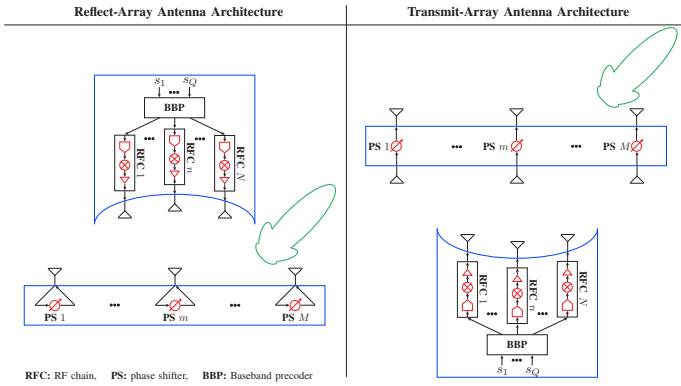 Reflect-Array Antenna Architecture
s1 ••• sQ
BBP
••• •••
RFC 1
RFC n
RFC N
PS 1 ••• PS m ••• PS M
RFC: RF chain, PS: phase shifter, BBP: Baseband precoder
Transmit-Array Antenna Architecture
PS 1 ••• PS m ••• PS M
RFC 1
RFC n
RFC N
••• •••
BBP
s1 ••• sQ